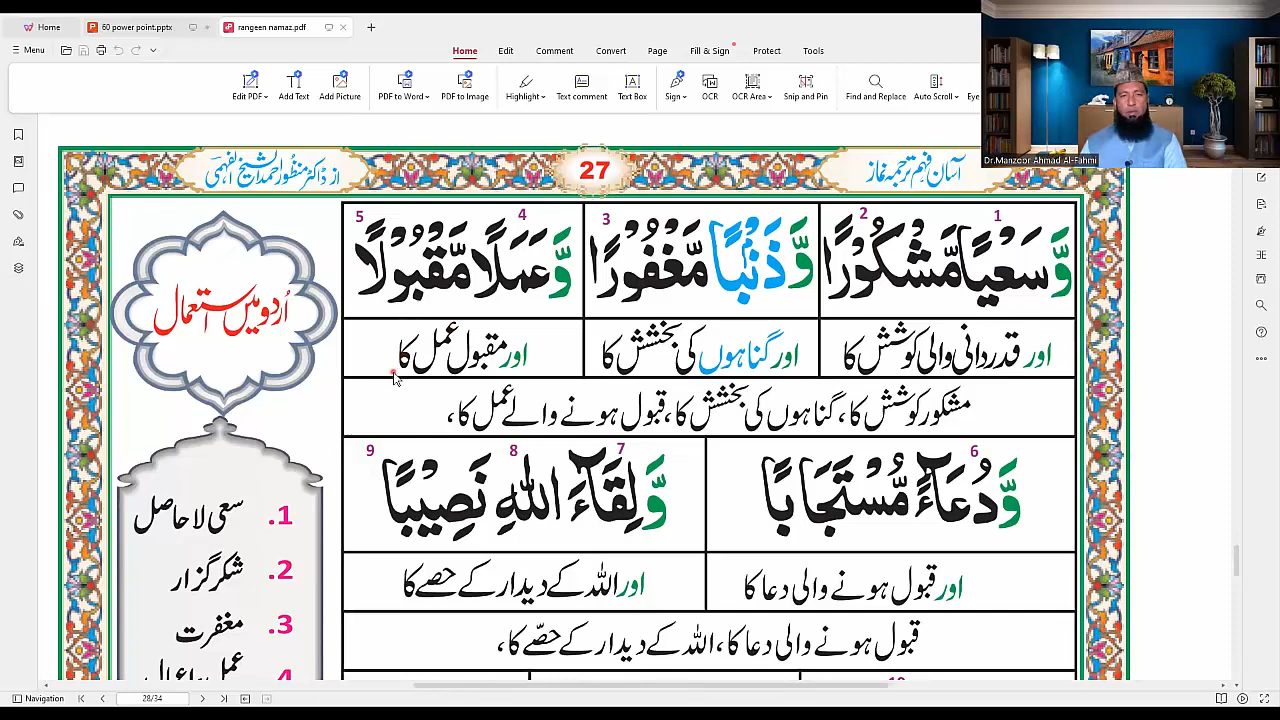 Home
60 power point.pptx
rangeen namaz.pdf
Menu
Home Edit Comment Convert Page Fill & Sign Protect Tools
Edit PDF Add Text Add Picture PDF to Word PDF to Image Highlight Text comment Text Box Sign OCR OCR Area Snip and Pin Find and Replace Auto Scroll Eye
Dr.Manzoor Ahmad Al-Fahmi
آسان فہم ترجمہ نماز
27
از ڈاکٹر منظور احمد الشیخ الفہمی
1 2 3 4 5
وَّسَعْيًا مَّشْكُوْرًا وَّذَنْۢبًا مَّغْفُوْرًا وَّعَمَلًا مَّقْبُوْلًا
اور قدردانی والی کوشش کا اور گناہوں کی بخشش کا اور مقبول عمل کا
مشکور کوشش کا، گناہوں کی بخشش کا، قبول ہونے والے عمل کا،
6 7 8 9
وَّدُعَآءً مُّسْتَجَابًا وَّلِقَآءَ اللّٰهِ نَصِيْبًا
اور قبول ہونے والی دعا کا اور اللہ کے دیدار کے حصے کا
قبول ہونے والی دعا کا، اللہ کے دیدار کے حصّے کا،
اُردو میں استعمال
1. سعی لاحاصل
2. شکر گزار
3. مغفرت
Navigation
28/34